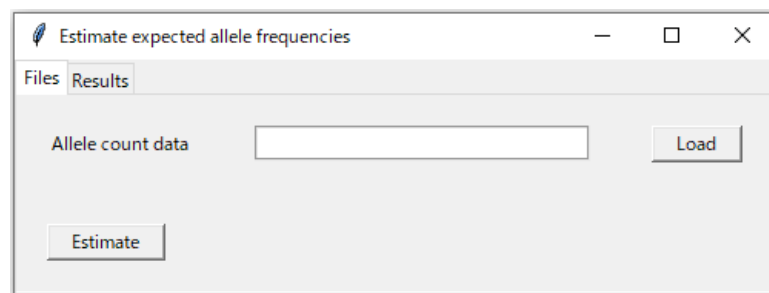 Estimate expected allele frequencies
Files Results
Allele count data Load
Estimate